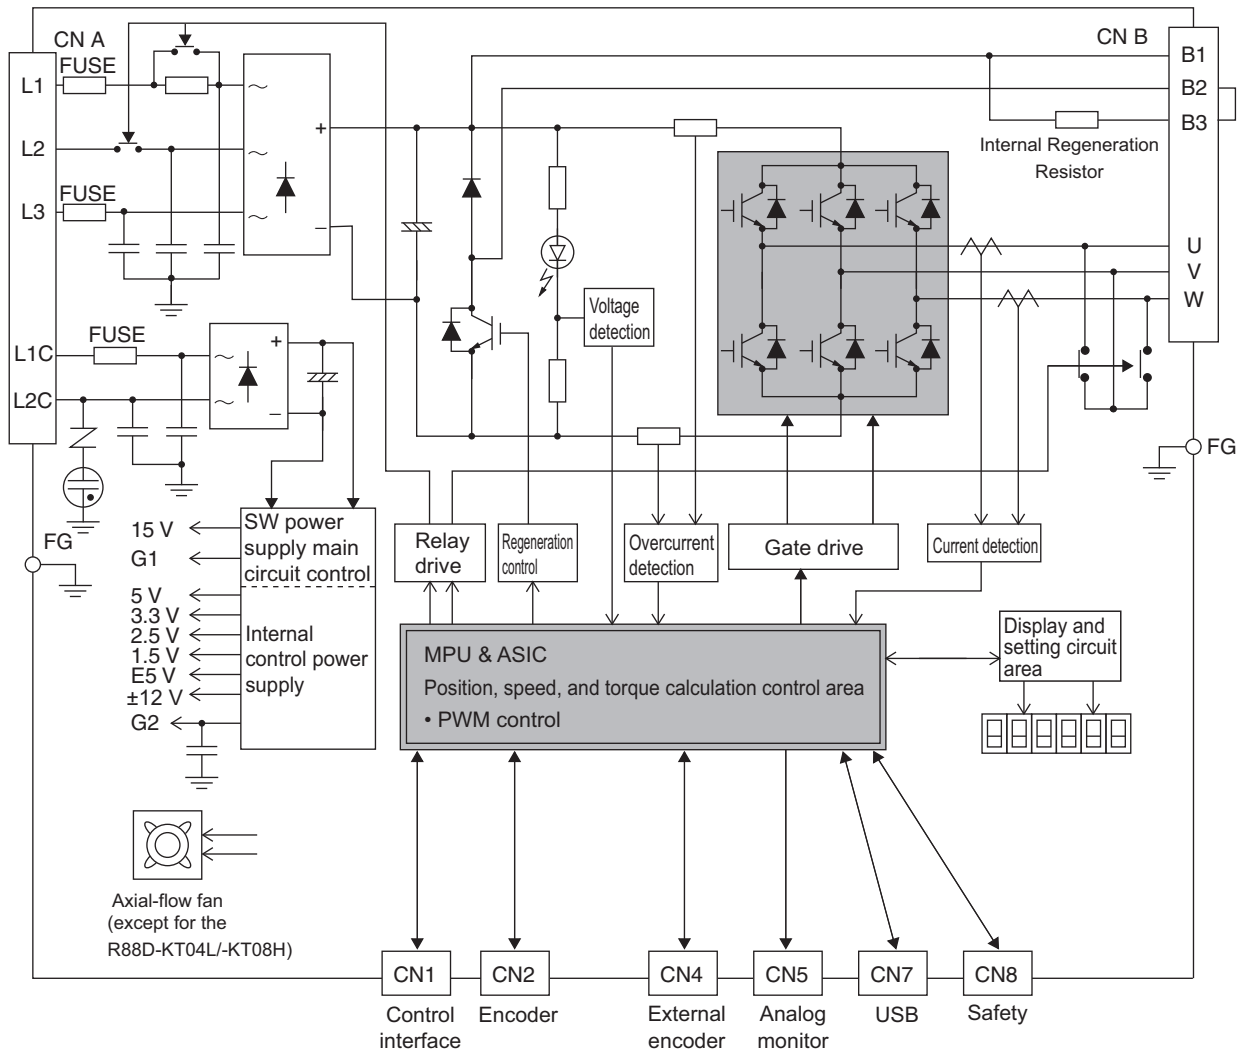 CN A
CN B
FUSE
L1
L2
FUSE
L3
+
−
B1
B2
B3
Internal Regeneration
Resistor
U
V
W
Voltage
detection
FUSE
L1C
L2C
+
−
FG
FG
15 V
G1
5 V
3.3 V
2.5 V
1.5 V
E5 V
±12 V
G2
SW power
supply main
circuit control
Internal
control power
supply
Relay
drive
Regeneration
control
Overcurrent
detection
Gate drive
Current detection
MPU & ASIC
Position, speed, and torque calculation control area
• PWM control
Display and
setting circuit
area
Axial-flow fan
(except for the
R88D-KT04L/-KT08H)
CN1
CN2
CN4
CN5
CN7
CN8
Control
interface
Encoder
External
encoder
Analog
monitor
USB
Safety